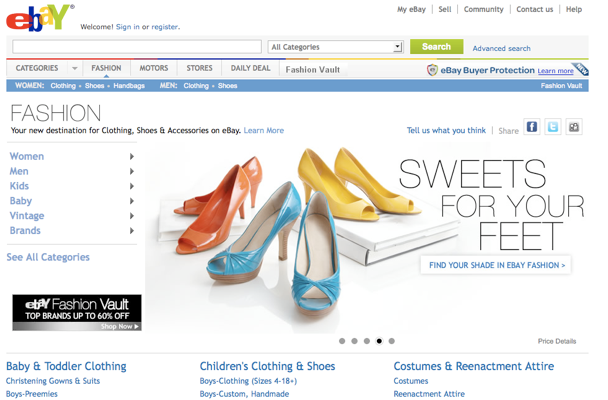 ebaY
Welcome! Sign in or register.
My eBay | Sell | Community | Contact us | Help
All Categories
Search
Advanced search
CATEGORIES FASHION MOTORS STORES DAILY DEAL Fashion Vault
eBay Buyer Protection Learn more
WOMEN: Clothing • Shoes • Handbags MEN: Clothing • Shoes Fashion Vault
FASHION
Your new destination for Clothing, Shoes & Accessories on eBay. Learn More
Tell us what you think | Share
Women
Men
Kids
Baby
Vintage
Brands
See All Categories
SWEETS
FOR YOUR
FEET
FIND YOUR SHADE IN EBAY FASHION >
ebaY Fashion Vault
TOP BRANDS UP TO 60% OFF
Shop Now
Price Details
Baby & Toddler Clothing
Christening Gowns & Suits
Boys-Preemies
Children's Clothing & Shoes
Boys-Clothing (Sizes 4-18+)
Boys-Custom, Handmade
Costumes & Reenactment Attire
Costumes
Reenactment Attire